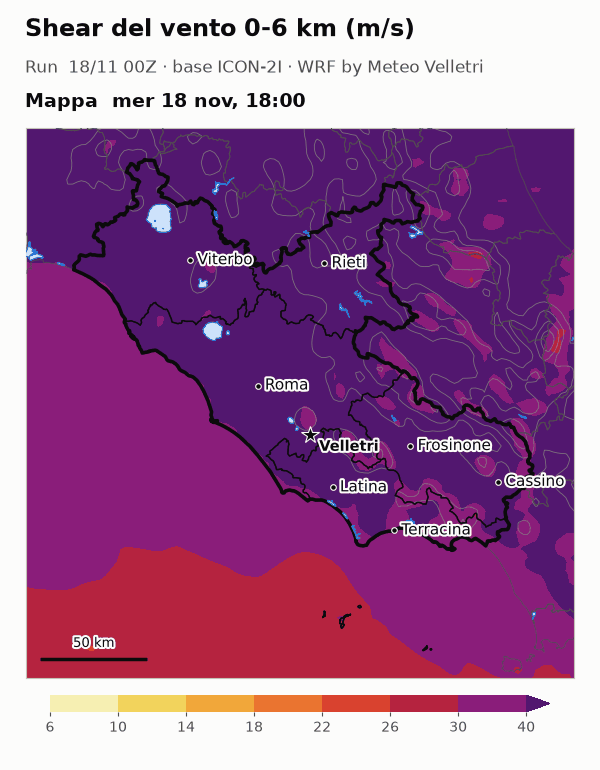 Shear del vento 0-6 km (m/s)
Run  18/11 00Z · base ICON-2I · WRF by Meteo Velletri
Mappa  mer 18 nov, 18:00
Viterbo
Rieti
Roma
Velletri
Frosinone
Cassino
Latina
Terracina
50 km
6 10 14 18 22 26 30 40